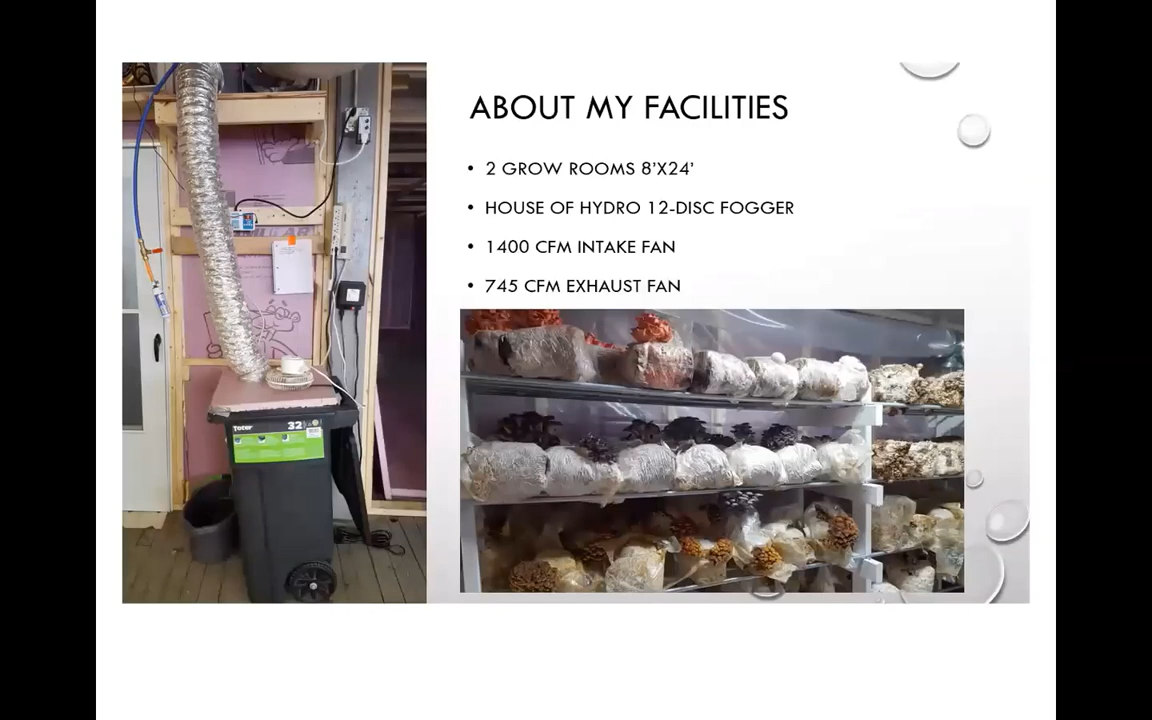 ABOUT MY FACILITIES
• 2 GROW ROOMS 8'X24'
• HOUSE OF HYDRO 12-DISC FOGGER
• 1400 CFM INTAKE FAN
• 745 CFM EXHAUST FAN
Toter 32